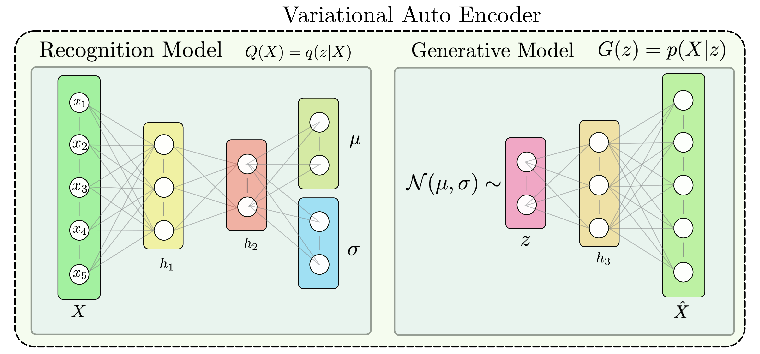 Variational Auto Encoder
Recognition Model Q(X) = q(z|X)
x₁
x₂
x₃
x₄
x₅
X
h₁
h₂
μ
σ
Generative Model G(z) = p(X|z)
𝒩(μ, σ) ∼
z
h₃
X̂